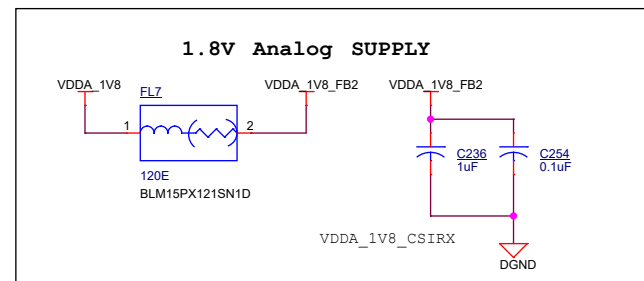 1.8V Analog SUPPLY
VDDA_1V8
FL7
VDDA_1V8_FB2
VDDA_1V8_FB2
1
2
120E
BLM15PX121SN1D
C236
1uF
C254
0.1uF
VDDA_1V8_CSIRX
DGND